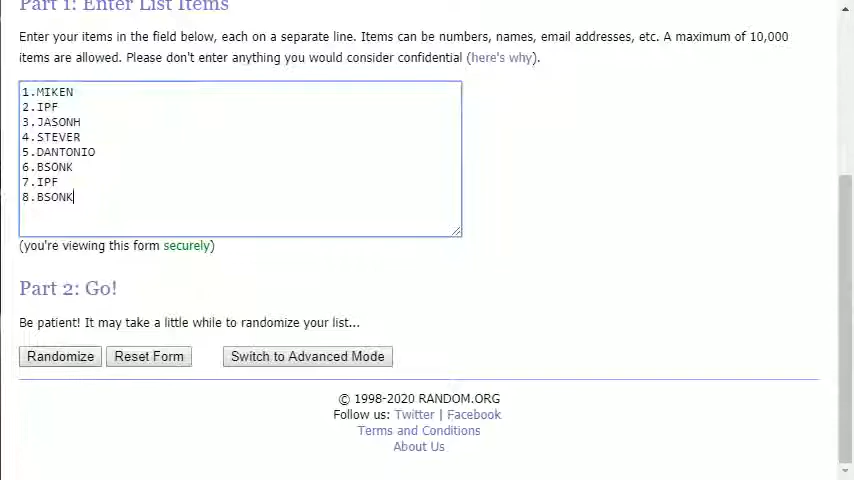 Part 1: Enter List Items
Enter your items in the field below, each on a separate line. Items can be numbers, names, email addresses, etc. A maximum of 10,000
items are allowed. Please don't enter anything you would consider confidential (here's why).
1.MIKEN
2.IPF
3.JASONH
4.STEVER
5.DANTONIO
6.BSONK
7.IPF
8.BSONK
(you're viewing this form securely)
Part 2: Go!
Be patient! It may take a little while to randomize your list...
Randomize Reset Form Switch to Advanced Mode
© 1998-2020 RANDOM.ORG
Follow us: Twitter | Facebook
Terms and Conditions
About Us